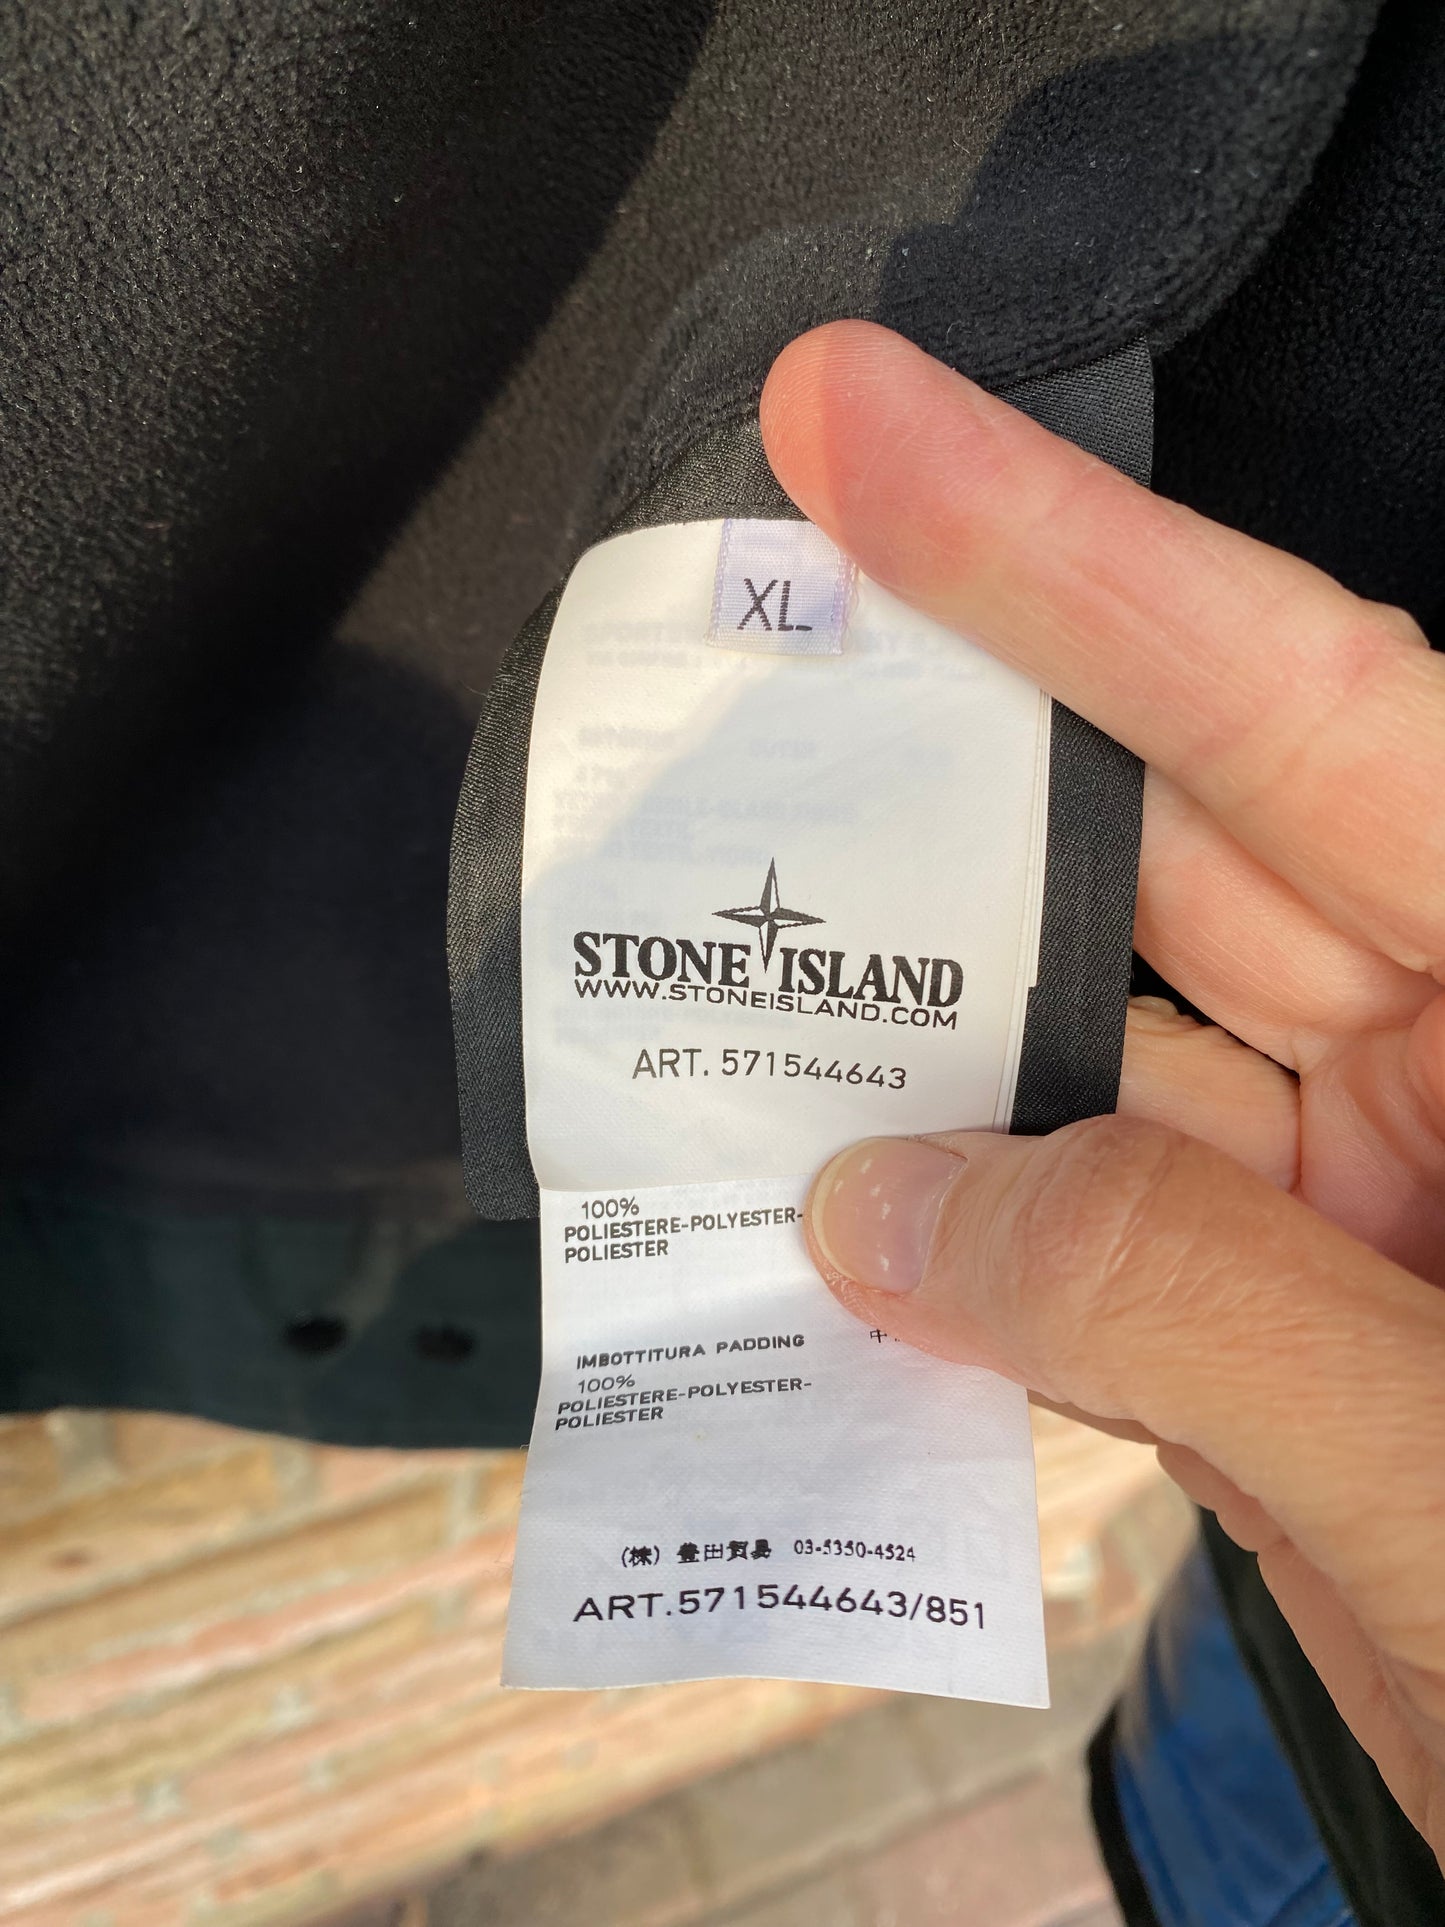 XL
STONE ISLAND
WWW.STONEISLAND.COM
ART. 571544643
100%
POLIESTERE-POLYESTER-
POLIESTER
中
IMBOTTITURA PADDING
100%
POLIESTERE-POLYESTER-
POLIESTER
(株) 豊田貿易 03-5350-4524
ART.571544643/851